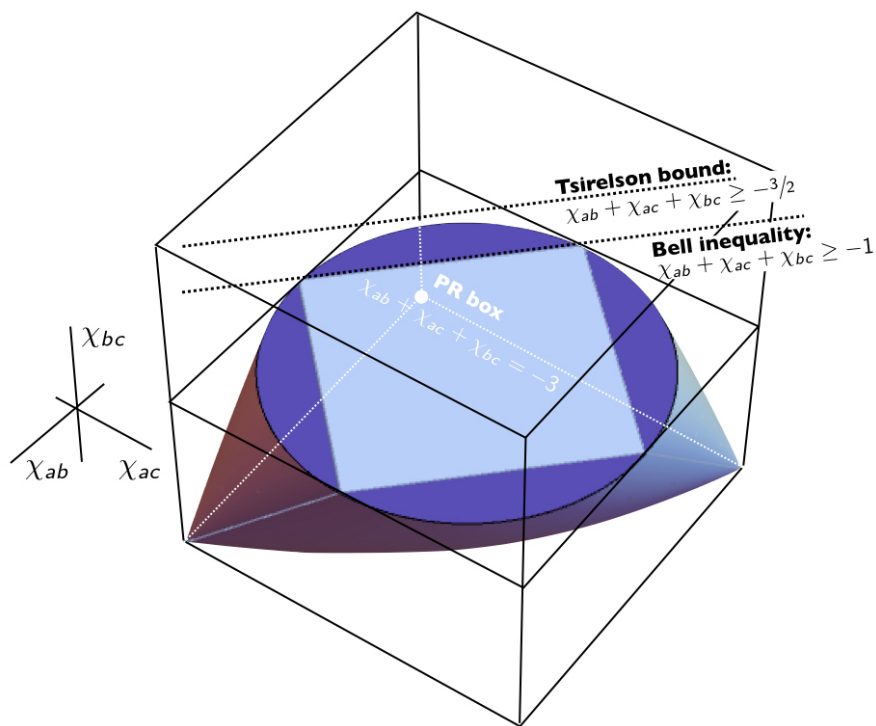 Tsirelson bound:
χab + χac + χbc ≥ −3/2
Bell inequality:
χab + χac + χbc ≥ −1
PR box
χab + χac + χbc = −3
χbc
χab
χac